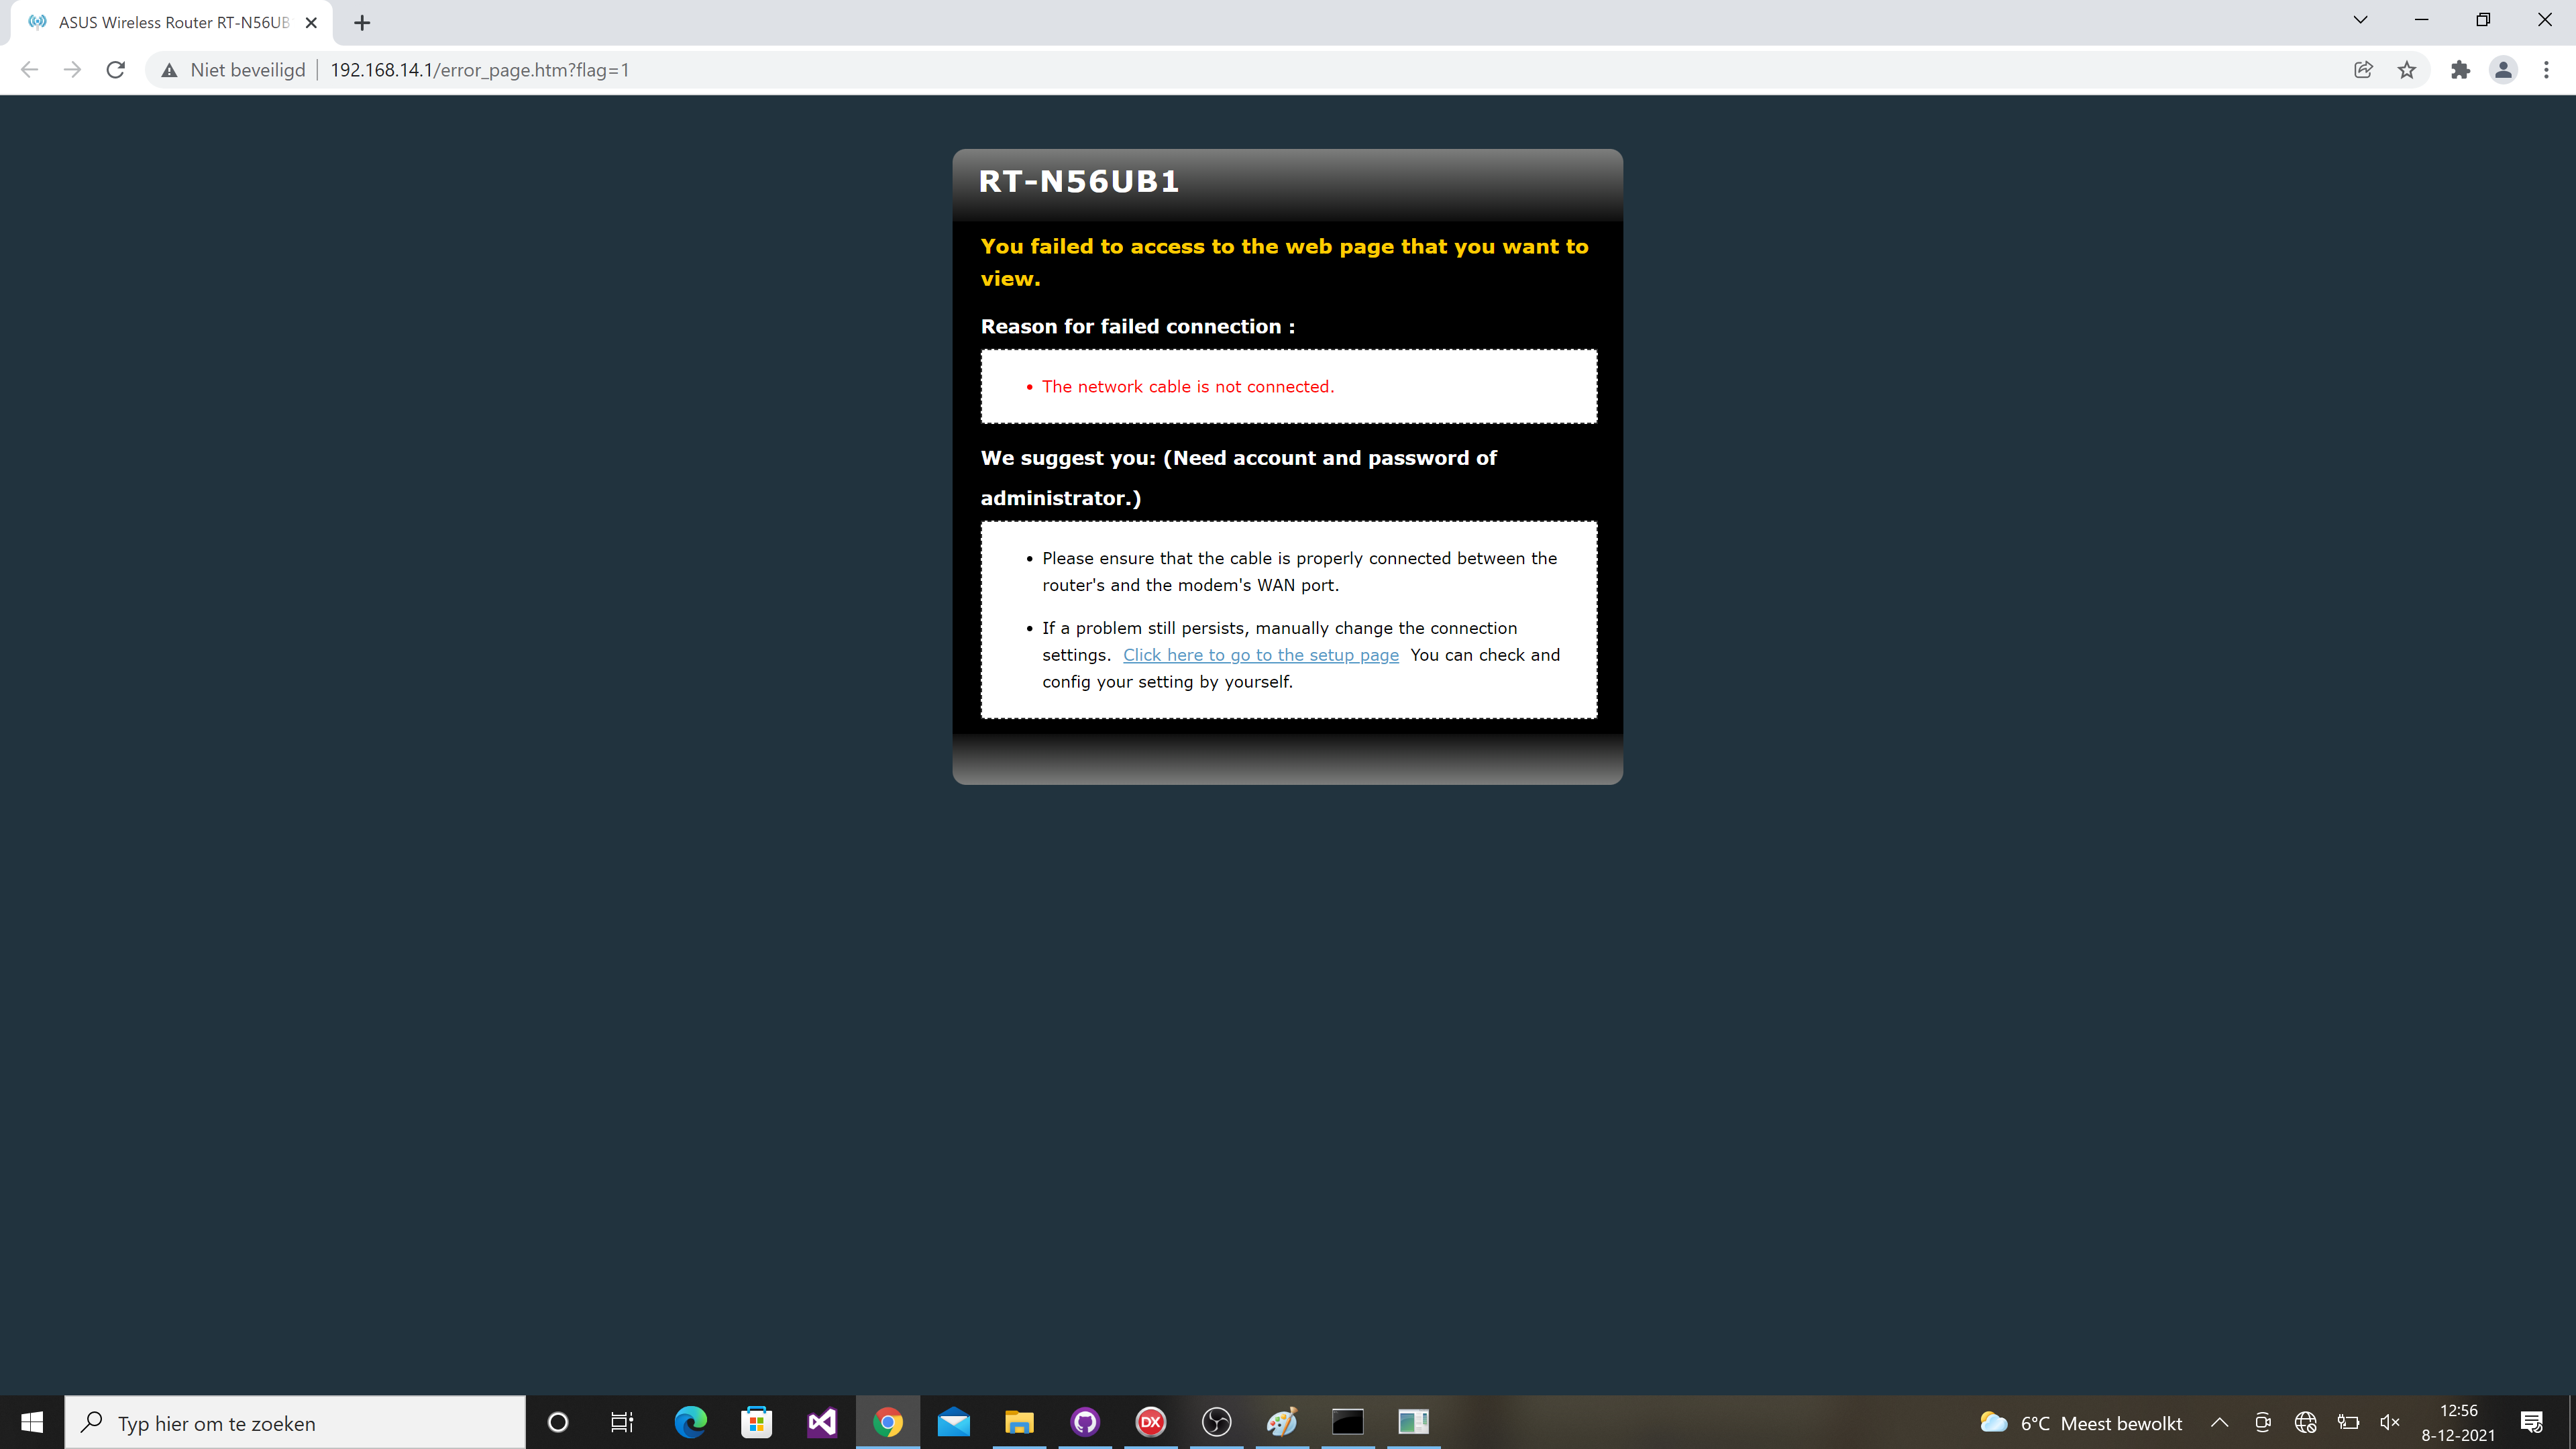 ASUS Wireless Router RT-N56UB
Niet beveiligd
192.168.14.1/error_page.htm?flag=1
RT-N56UB1
You failed to access to the web page that you want to
view.
Reason for failed connection :
• The network cable is not connected.
We suggest you: (Need account and password of
administrator.)
• Please ensure that the cable is properly connected between the
router's and the modem's WAN port.
• If a problem still persists, manually change the connection
settings. Click here to go to the setup page You can check and
config your setting by yourself.
Typ hier om te zoeken
DX
6°C Meest bewolkt
12:56
8-12-2021